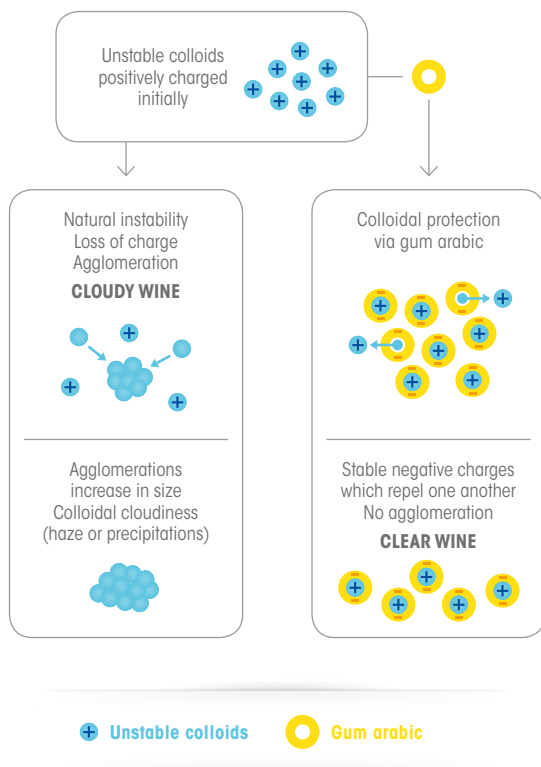 Unstable colloids
positively charged
initially
Natural instability
Loss of charge
Agglomeration
CLOUDY WINE
Agglomerations
increase in size
Colloidal cloudiness
(haze or precipitations)
Colloidal protection
via gum arabic
Stable negative charges
which repel one another
No agglomeration
CLEAR WINE
Unstable colloids
Gum arabic